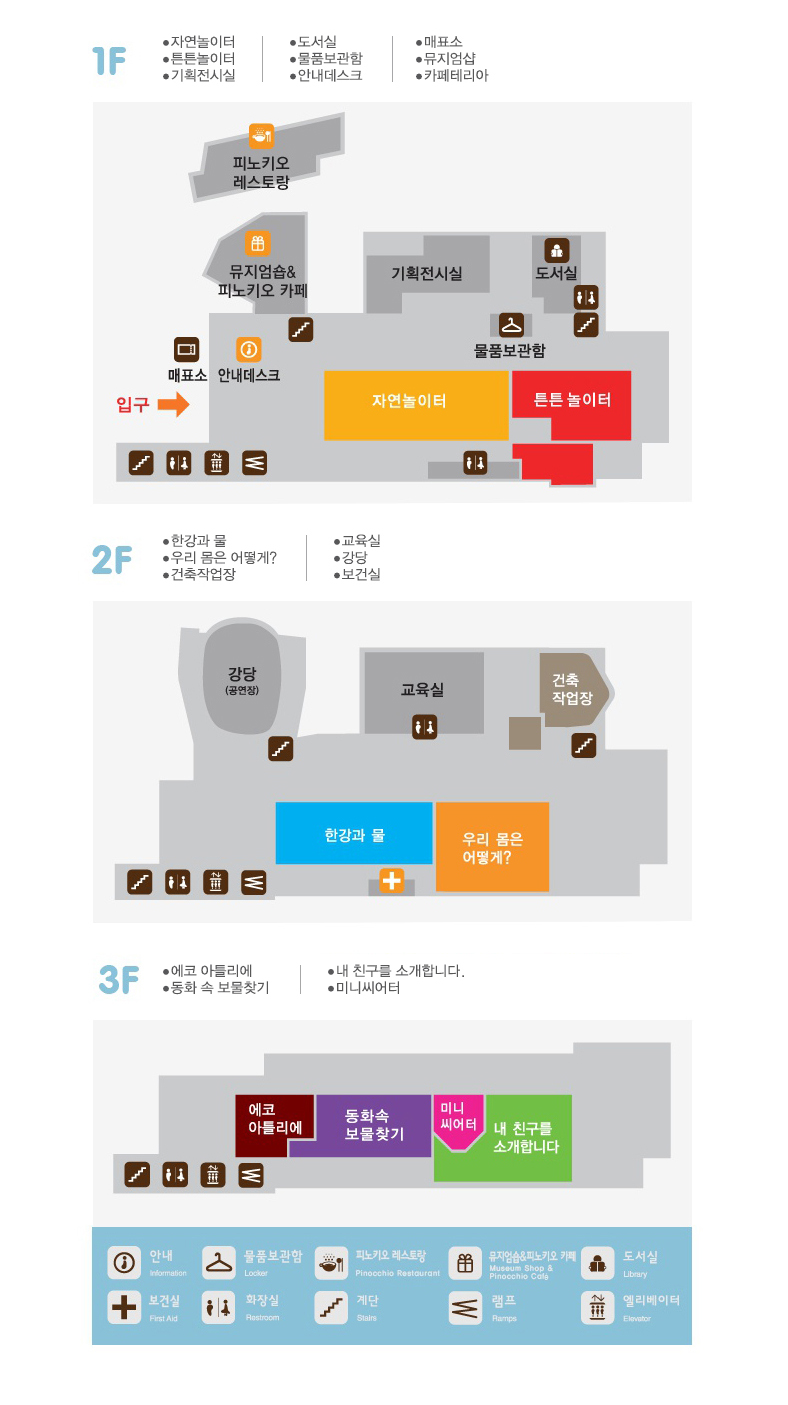 1F
●자연놀이터
●튼튼놀이터
●기획전시실
●도서실
●물품보관함
●안내데스크
●매표소
●뮤지엄샵
●카페테리아
피노키오
레스토랑
뮤지엄숍&
피노키오 카페
기획전시실
도서실
물품보관함
매표소
안내데스크
입구
자연놀이터
튼튼 놀이터
2F
●한강과 물
●우리 몸은 어떻게?
●건축작업장
●교육실
●강당
●보건실
강당
(공연장)
교육실
건축
작업장
한강과 물
우리 몸은
어떻게?
3F
●에코 아틀리에
●동화 속 보물찾기
●내 친구를 소개합니다.
●미니씨어터
에코
아틀리에
동화속
보물찾기
미니
씨어터
내 친구를
소개합니다
안내
Information
물품보관함
Locker
피노키오 레스토랑
Pinocchio Restaurant
뮤지엄숍&피노키오 카페
Museum Shop &
Pinocchio Cafe
도서실
Library
보건실
First Aid
화장실
Restroom
계단
Stairs
램프
Ramps
엘리베이터
Elevator